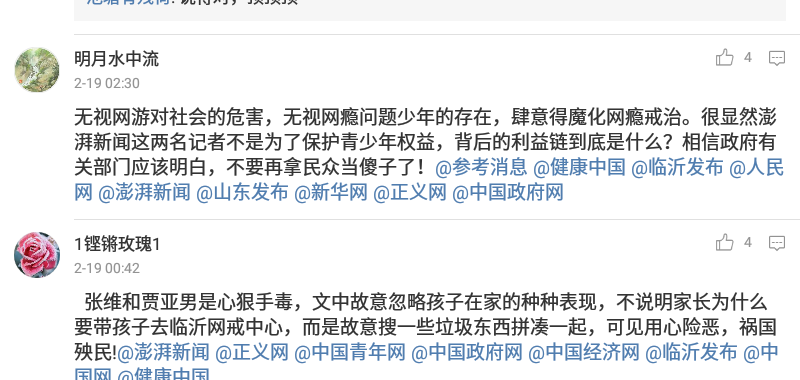 池塘有残荷: 说得对，顶顶顶
明月水中流
4
2-19 02:30
无视网游对社会的危害，无视网瘾问题少年的存在，肆意得魔化网瘾戒治。很显然澎
湃新闻这两名记者不是为了保护青少年权益，背后的利益链到底是什么？相信政府有
关部门应该明白，不要再拿民众当傻子了！@参考消息 @健康中国 @临沂发布 @人民
网 @澎湃新闻 @山东发布 @新华网 @正义网 @中国政府网
1铿锵玫瑰1
4
2-19 00:42
张维和贾亚男是心狠手毒，文中故意忽略孩子在家的种种表现，不说明家长为什么
要带孩子去临沂网戒中心，而是故意搜一些垃圾东西拼凑一起，可见用心险恶，祸国
殃民!@澎湃新闻 @正义网 @中国青年网 @中国政府网 @中国经济网 @临沂发布 @中
国网 @健康中国